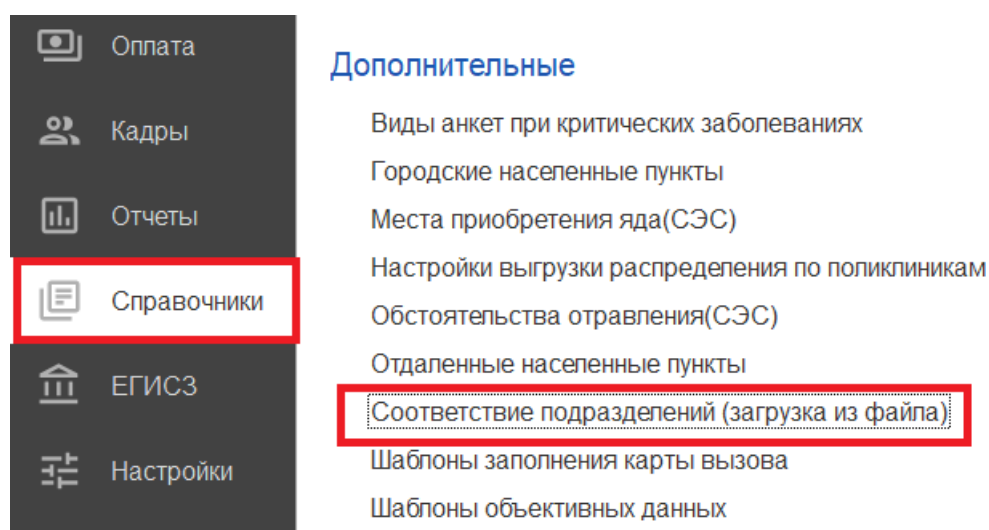 Оплата
Кадры
Отчеты
Справочники
ЕГИСЗ
Настройки
Дополнительные
Виды анкет при критических заболеваниях
Городские населенные пункты
Места приобретения яда(СЭС)
Настройки выгрузки распределения по поликлиникам
Обстоятельства отравления(СЭС)
Отдаленные населенные пункты
Соответствие подразделений (загрузка из файла)
Шаблоны заполнения карты вызова
Шаблоны объективных данных